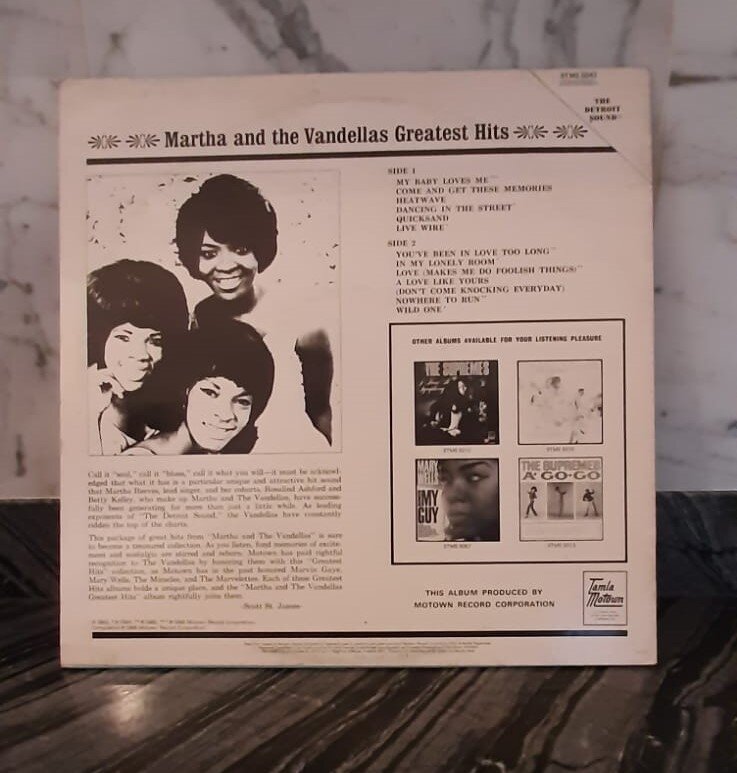 THE
DETROIT
SOUND
Martha and the Vandellas Greatest Hits
SIDE 1
MY BABY LOVES ME
COME AND GET THESE MEMORIES
HEATWAVE
DANCING IN THE STREET
QUICKSAND
LIVE WIRE
SIDE 2
YOU'VE BEEN IN LOVE TOO LONG
IN MY LONELY ROOM
LOVE (MAKES ME DO FOOLISH THINGS)
A LOVE LIKE YOURS
(DON'T COME KNOCKING EVERYDAY)
NOWHERE TO RUN
WILD ONE
OTHER ALBUMS AVAILABLE FOR YOUR LISTENING PLEASURE
THE SUPREMES
MARY WELLS
MY
GUY
THE SUPREMES
A' GO-GO
Call it "soul," call it "blues," call it what you will—it must be acknowl-
edged that what it has is a particular unique and attractive hit sound
that Martha Reeves, lead singer, and her cohorts, Rosalind Ashford and
Betty Kelley, who make up Martha and The Vandellas, have success-
fully been generating for more than just a little while. As leading
exponents of "The Detroit Sound," the Vandellas have constantly
ridden the top of the charts.
This package of great hits from "Martha and The Vandellas" is sure
to become a treasured collection. As you listen, fond memories of excite-
ment and nostalgia are stirred and reborn. Motown has paid rightful
recognition to The Vandellas by honoring them with this "Greatest
Hits" collection, as Motown has in the past honored Marvin Gaye,
Mary Wells, The Miracles, and The Marvelettes. Each of these Greatest
Hits albums holds a unique place, and the "Martha and The Vandellas
Greatest Hits" album rightfully joins them.
-Scott St. James-
THIS ALBUM PRODUCED BY
MOTOWN RECORD CORPORATION
Tamla
Motown